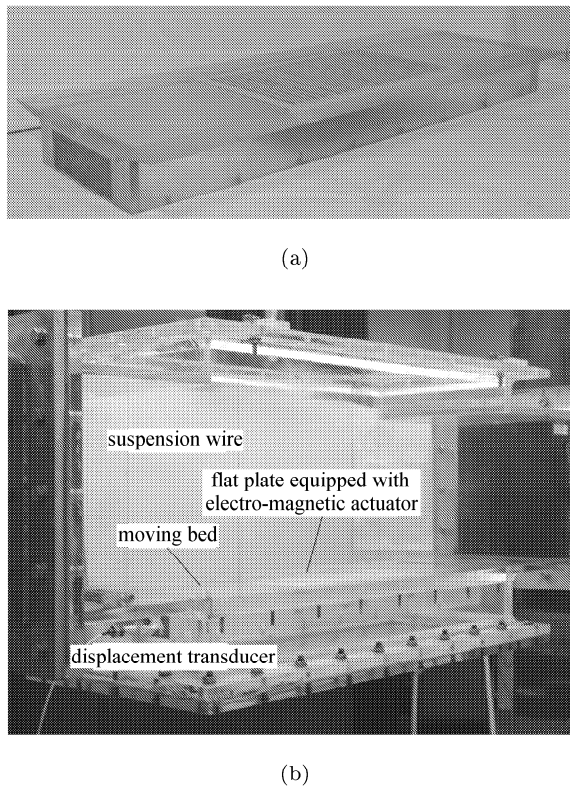 (a)
suspension wire
flat plate equipped with
electro-magnetic actuator
moving bed
displacement transducer
(b)